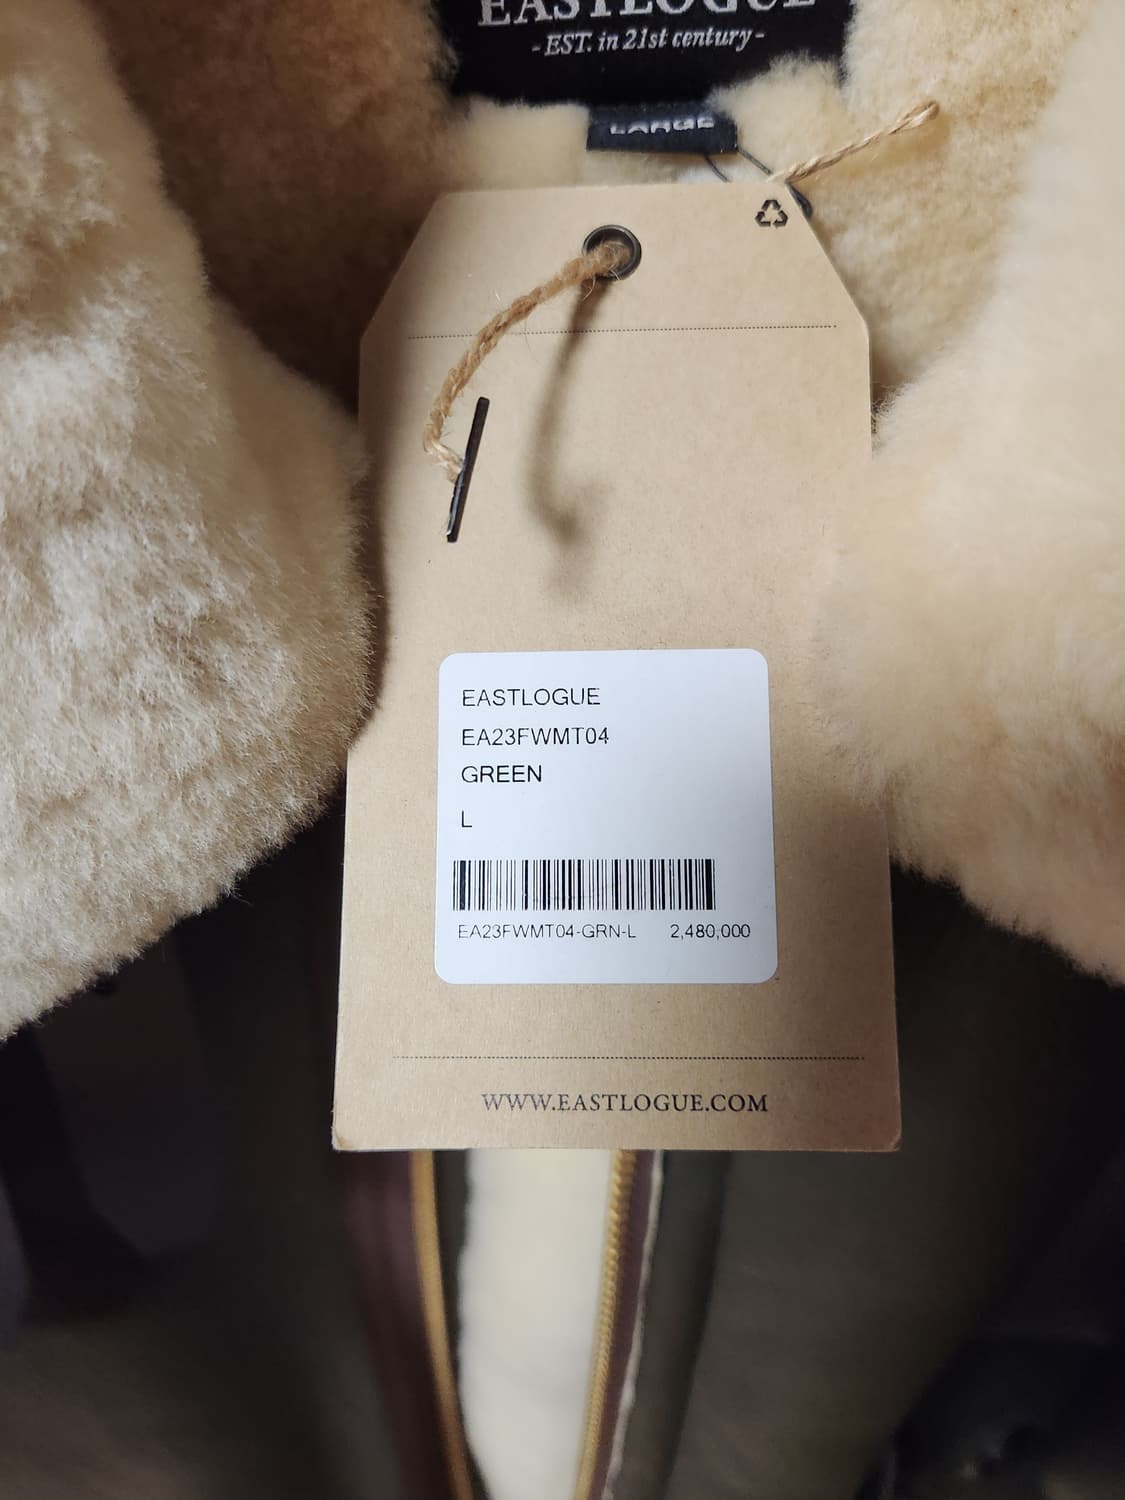 EASTLOGUE
-EST. in 21st century-
LARGE
EASTLOGUE
EA23FWMT04
GREEN
L
EA23FWMT04-GRN-L 2,480,000
WWW.EASTLOGUE.COM